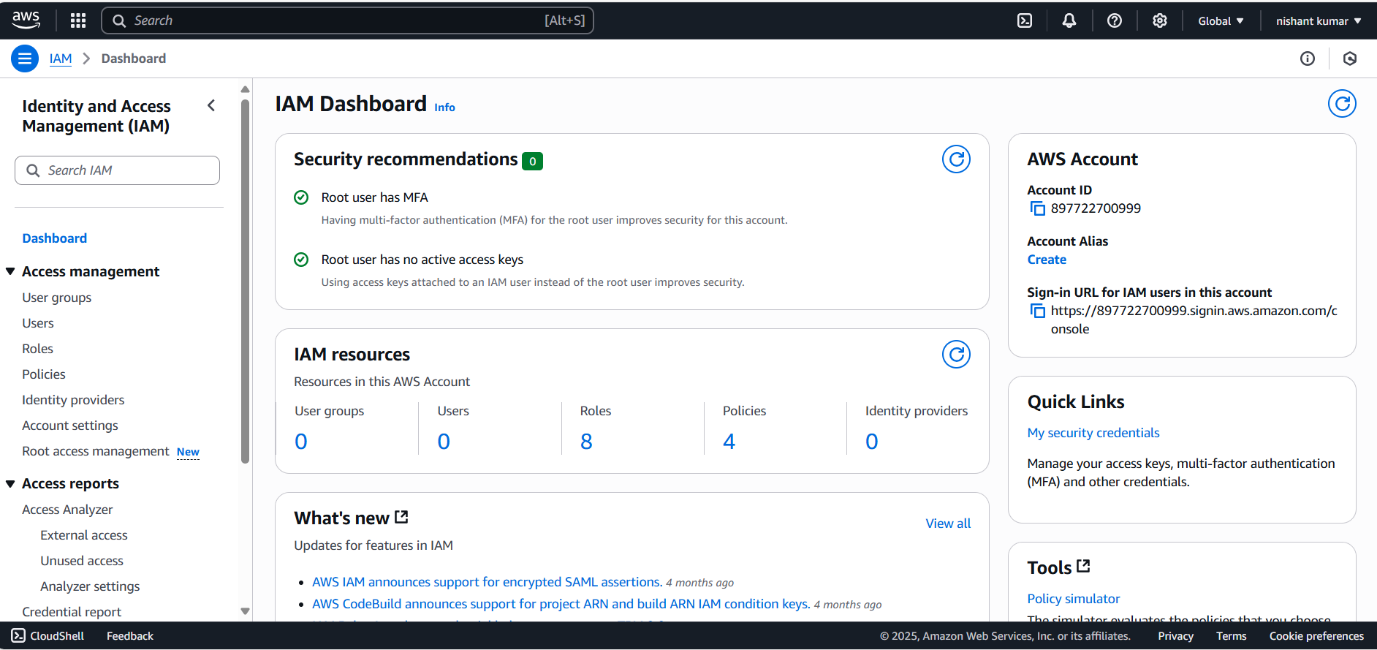 aws
Search [Alt+S]
Global
nishant kumar
IAM > Dashboard
Identity and Access
Management (IAM)
Search IAM
Dashboard
Access management
User groups
Users
Roles
Policies
Identity providers
Account settings
Root access management New
Access reports
Access Analyzer
External access
Unused access
Analyzer settings
Credential report
IAM Dashboard Info
Security recommendations 0
Root user has MFA
Having multi-factor authentication (MFA) for the root user improves security for this account.
Root user has no active access keys
Using access keys attached to an IAM user instead of the root user improves security.
IAM resources
Resources in this AWS Account
User groups
0
Users
0
Roles
8
Policies
4
Identity providers
0
What's new
View all
Updates for features in IAM
• AWS IAM announces support for encrypted SAML assertions. 4 months ago
• AWS CodeBuild announces support for project ARN and build ARN IAM condition keys. 4 months ago
AWS Account
Account ID
897722700999
Account Alias
Create
Sign-in URL for IAM users in this account
https://897722700999.signin.aws.amazon.com/c
onsole
Quick Links
My security credentials
Manage your access keys, multi-factor authentication
(MFA) and other credentials.
Tools
Policy simulator
The simulator evaluates the policies that you choose
CloudShell
Feedback
© 2025, Amazon Web Services, Inc. or its affiliates.
Privacy
Terms
Cookie preferences